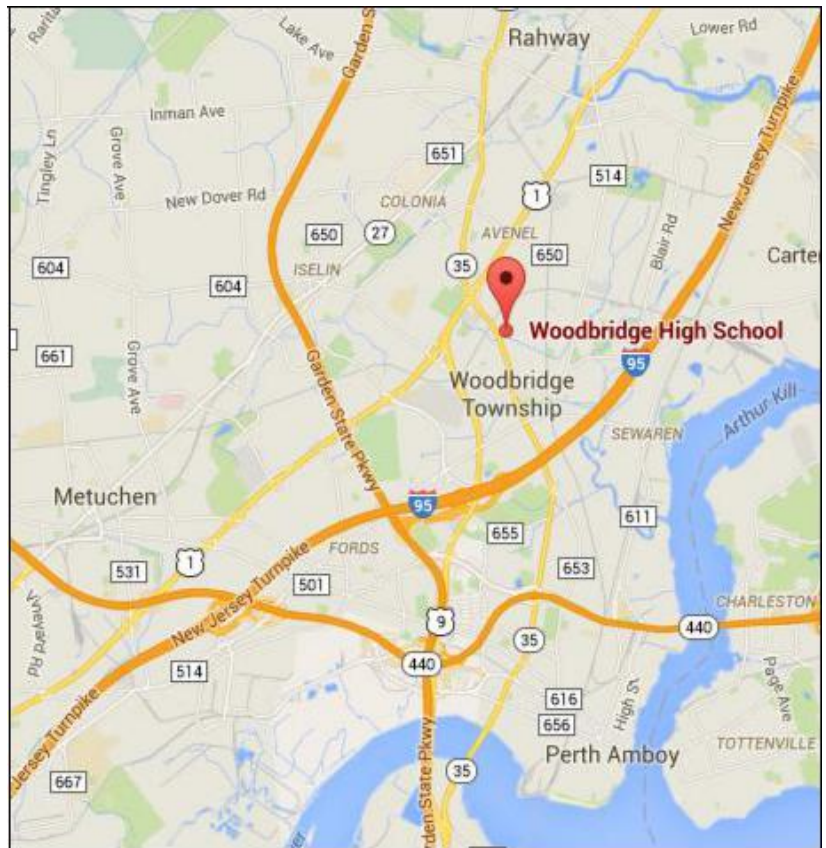 Rahway
Lower Rd
Lake Ave
Garden S
Inman Ave
Tingley Ln
Grove Ave
651
514
New Jersey Turnpike
New Dover Rd
COLONIA
1
27
AVENEL
650
650
Blair Rd
35
Carte
604
604
ISELIN
Woodbridge High School
661
Grove Ave
Garden State Pkwy
95
Woodbridge
Township
Arthur Kill
SEWAREN
Metuchen
95
611
655
FORDS
1
531
501
653
New Jersey Turnpike
CHARLESTON
9
440
35
440
514
Page Ave
616
High St
656
Perth Amboy
TOTTENVILLE
Jersey Turnpike
667
35
rden State Pkwy